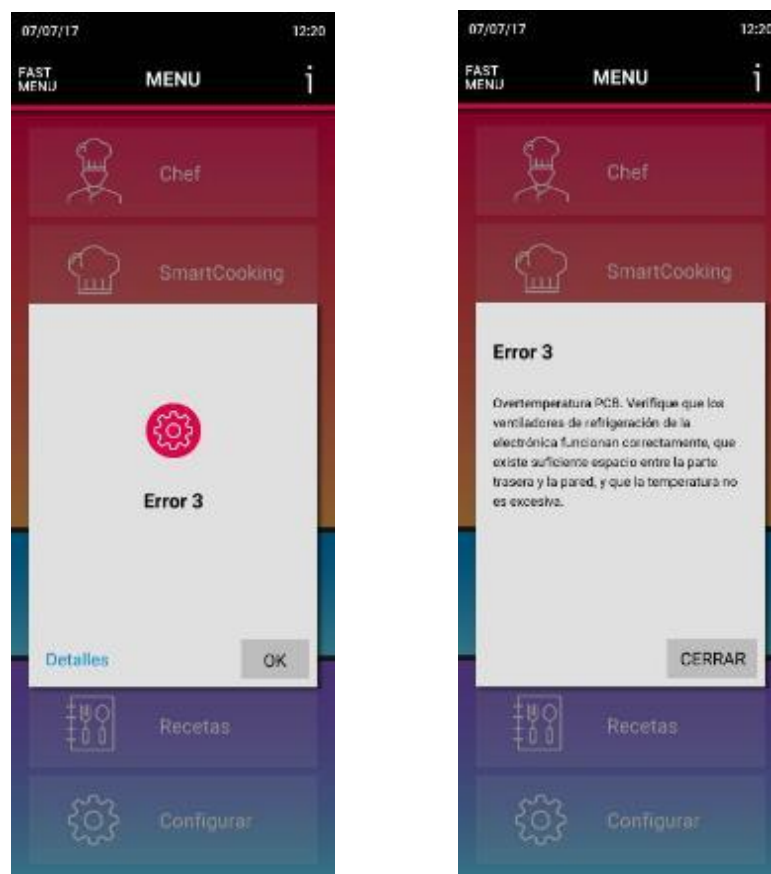 07/07/17 12:20
FAST MENU MENU i
Chef
SmartCooking
Error 3
Detalles OK
Recetas
Configurar
07/07/17 12:20
FAST MENU MENU i
Chef
SmartCooking
Error 3
Overtemperatura PCB. Verifique que los
ventiladores de refrigeración de la
electrónica funcionan correctamente, que
existe suficiente espacio entre la parte
trasera y la pared, y que la temperatura no
es excesiva.
CERRAR
Recetas
Configurar